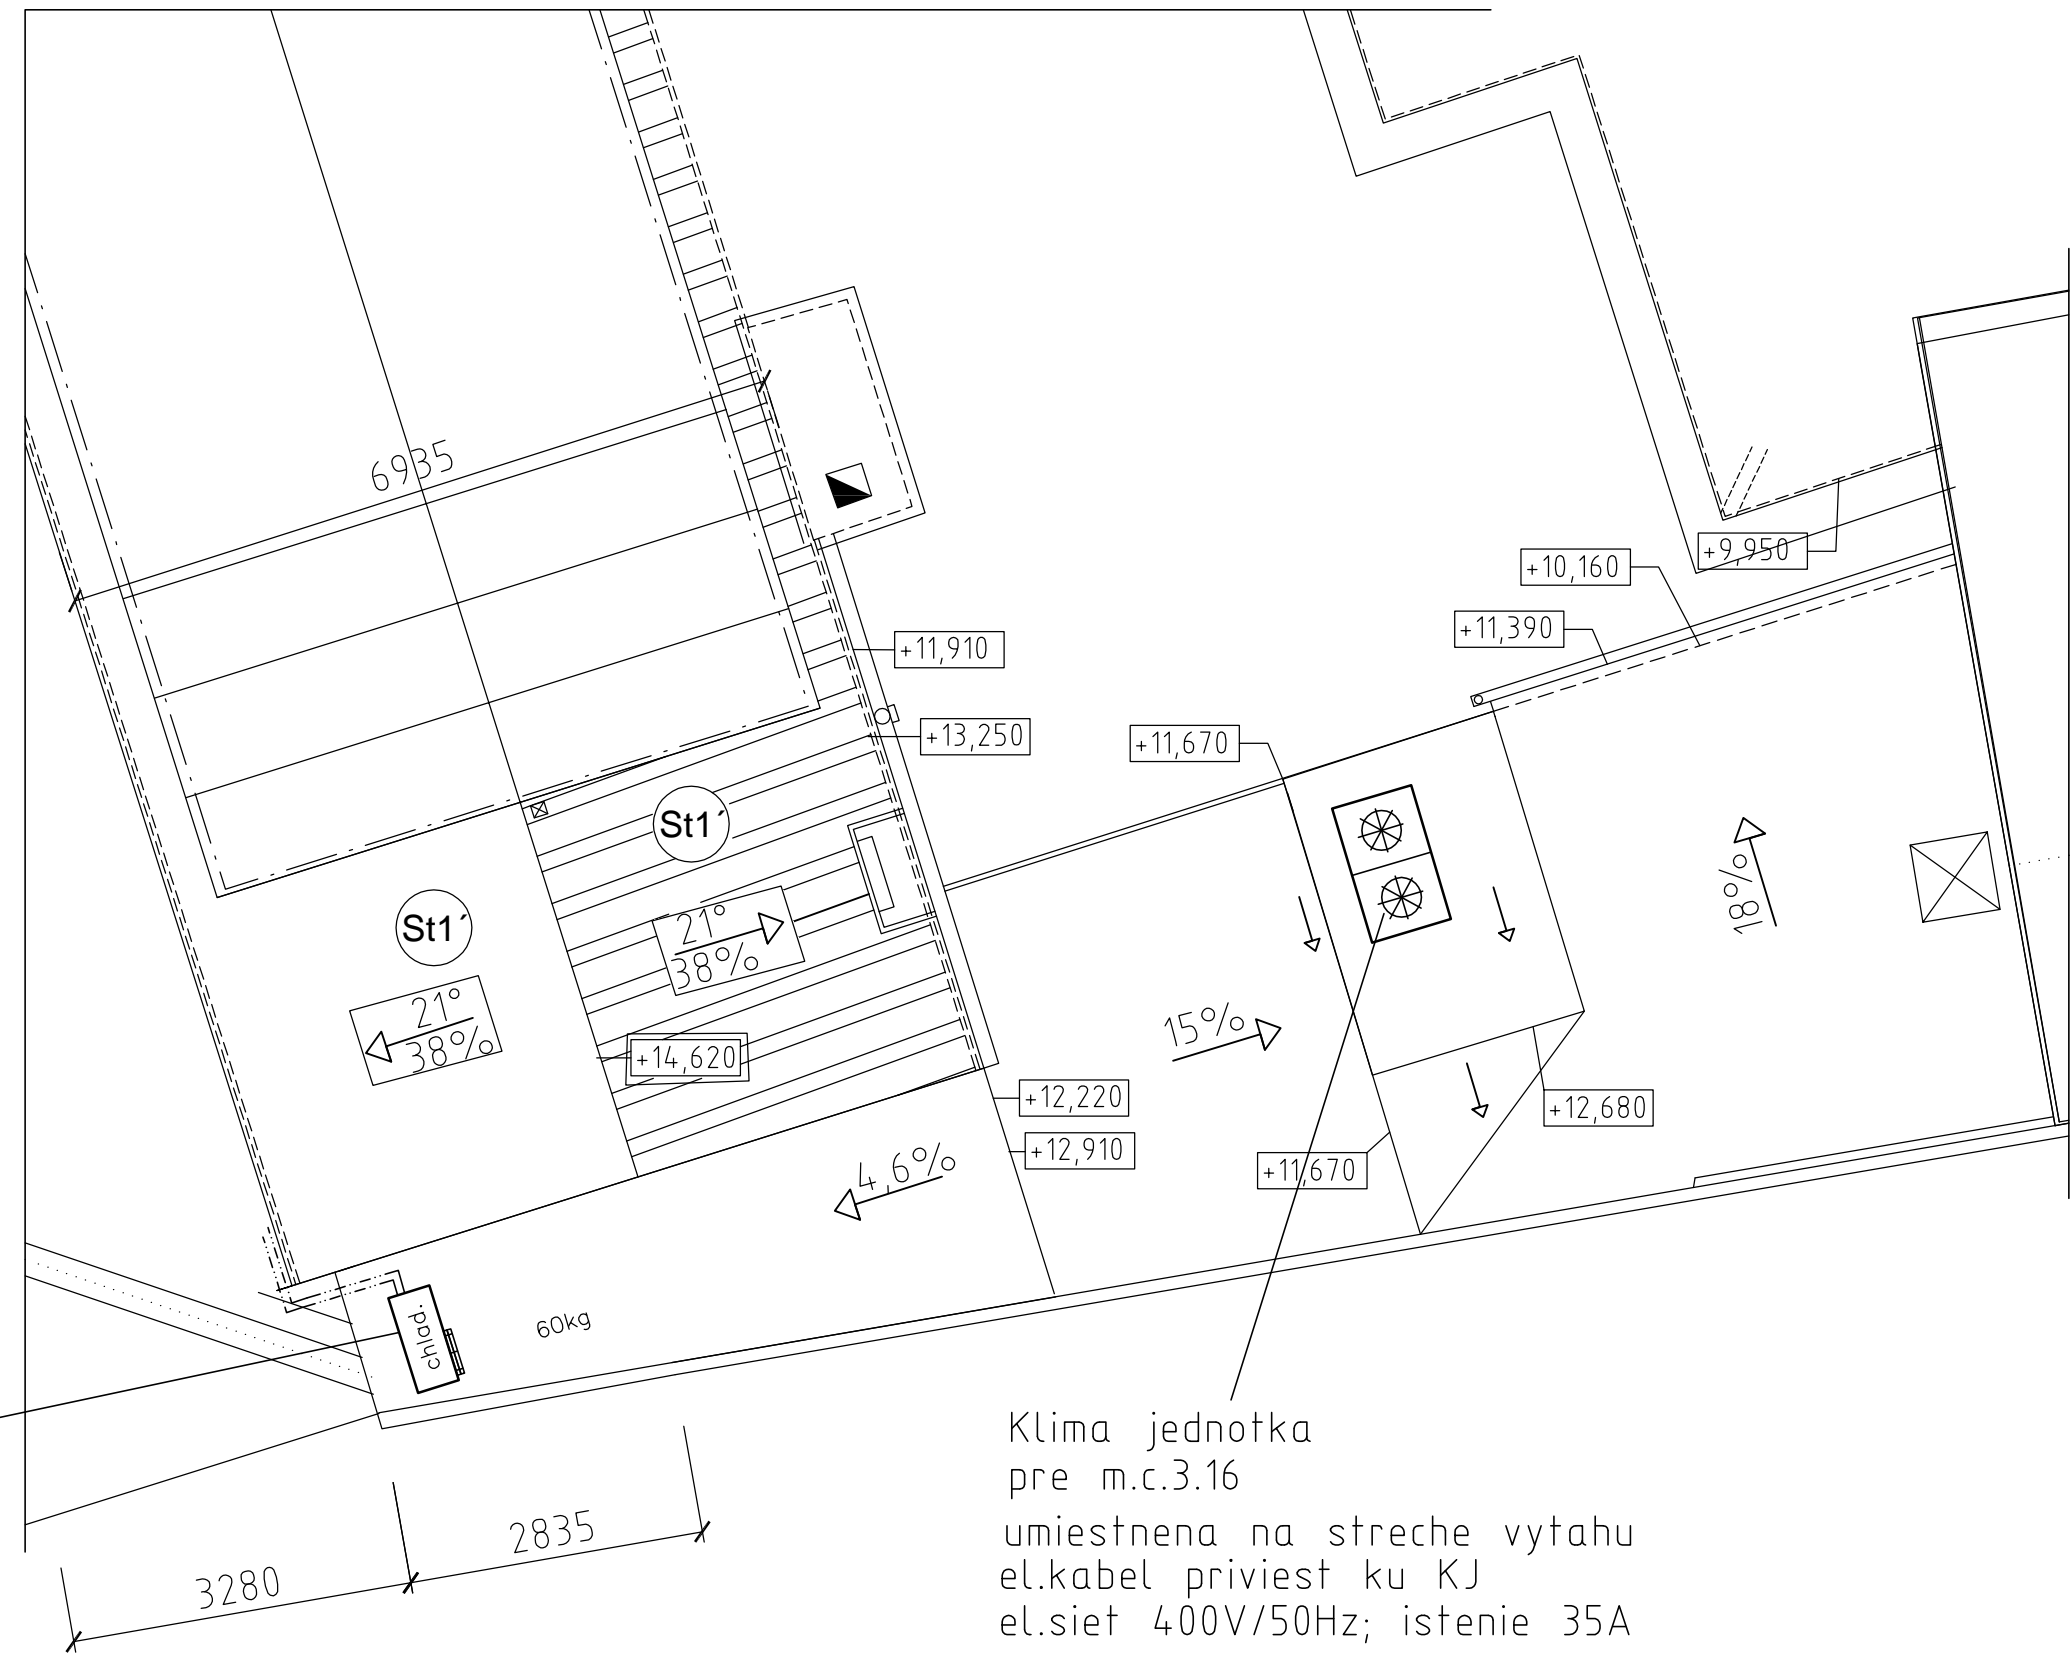 6935
+9,950
+10,160
+11,390
+11,910
+13,250
+11,670
St1´
St1´
21°
38%
21°
38%
18%
+14,620
15%
+12,220
+12,680
+12,910
+11,670
4,6%
chlad.
60kg
Klima jednotka
pre m.c.3.16
umiestnena na streche vytahu
el.kabel priviest ku KJ
el.siet 400V/50Hz; istenie 35A
2835
3280